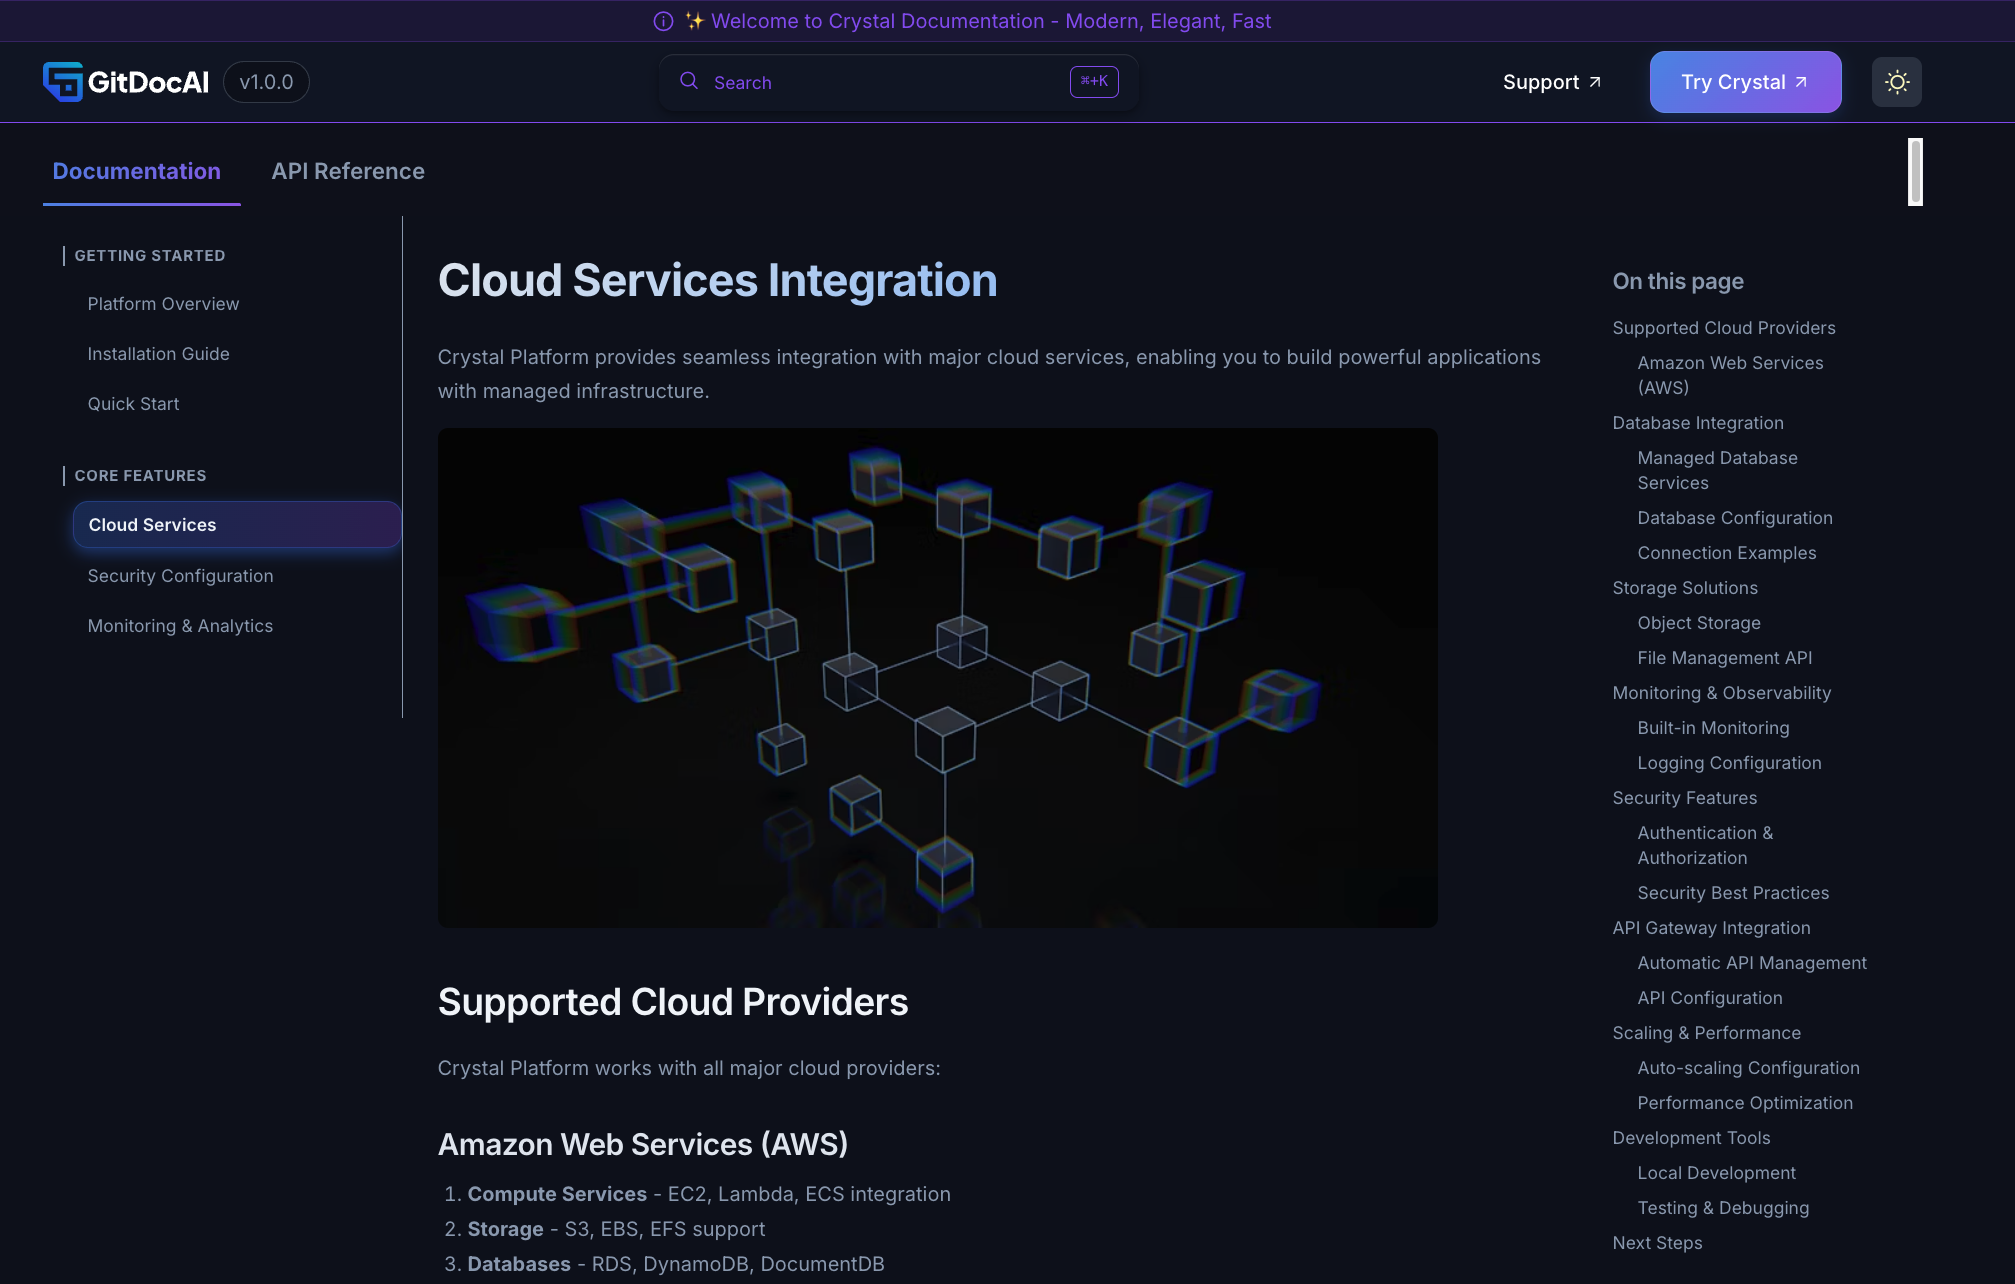 ✨ Welcome to Crystal Documentation - Modern, Elegant, Fast
GitDocAI
v1.0.0
Search
⌘+K
Support ↗
Try Crystal ↗
Documentation
API Reference
GETTING STARTED
Platform Overview
Installation Guide
Quick Start
CORE FEATURES
Cloud Services
Security Configuration
Monitoring & Analytics
Cloud Services Integration
Crystal Platform provides seamless integration with major cloud services, enabling you to build powerful applications
with managed infrastructure.
Supported Cloud Providers
Crystal Platform works with all major cloud providers:
Amazon Web Services (AWS)
1. Compute Services - EC2, Lambda, ECS integration
2. Storage - S3, EBS, EFS support
3. Databases - RDS, DynamoDB, DocumentDB
On this page
Supported Cloud Providers
Amazon Web Services
(AWS)
Database Integration
Managed Database
Services
Database Configuration
Connection Examples
Storage Solutions
Object Storage
File Management API
Monitoring & Observability
Built-in Monitoring
Logging Configuration
Security Features
Authentication &
Authorization
Security Best Practices
API Gateway Integration
Automatic API Management
API Configuration
Scaling & Performance
Auto-scaling Configuration
Performance Optimization
Development Tools
Local Development
Testing & Debugging
Next Steps